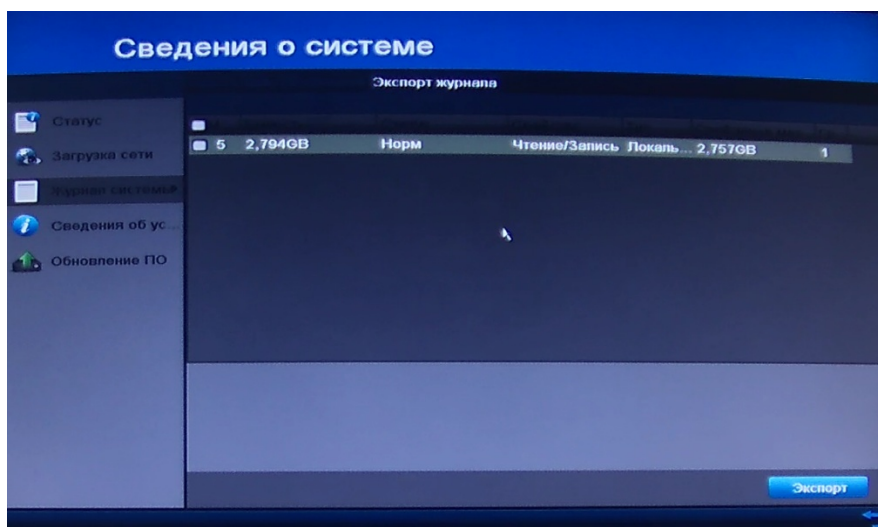 Сведения о системе
Экспорт журнала
Статус
5 2,794GB Норм Чтение/Запись Локаль... 2,757GB 1
Загрузка сети
Журнал системы
Сведения об ус...
Обновление ПО
Экспорт